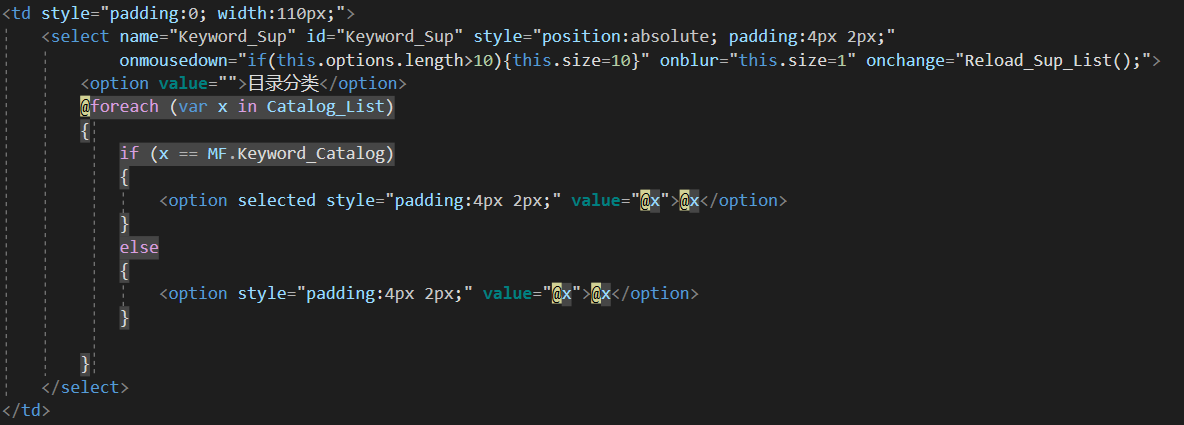 <td style="padding:0; width:110px;">
<select name="Keyword_Sup" id="Keyword_Sup" style="position:absolute; padding:4px 2px;"
onmousedown="if(this.options.length>10){this.size=10}" onblur="this.size=1" onchange="Reload_Sup_List();">
<option value="">目录分类</option>
@foreach (var x in Catalog_List)
{
if (x == MF.Keyword_Catalog)
{
<option selected style="padding:4px 2px;" value="@x">@x</option>
}
else
{
<option style="padding:4px 2px;" value="@x">@x</option>
}
}
</select>
</td>